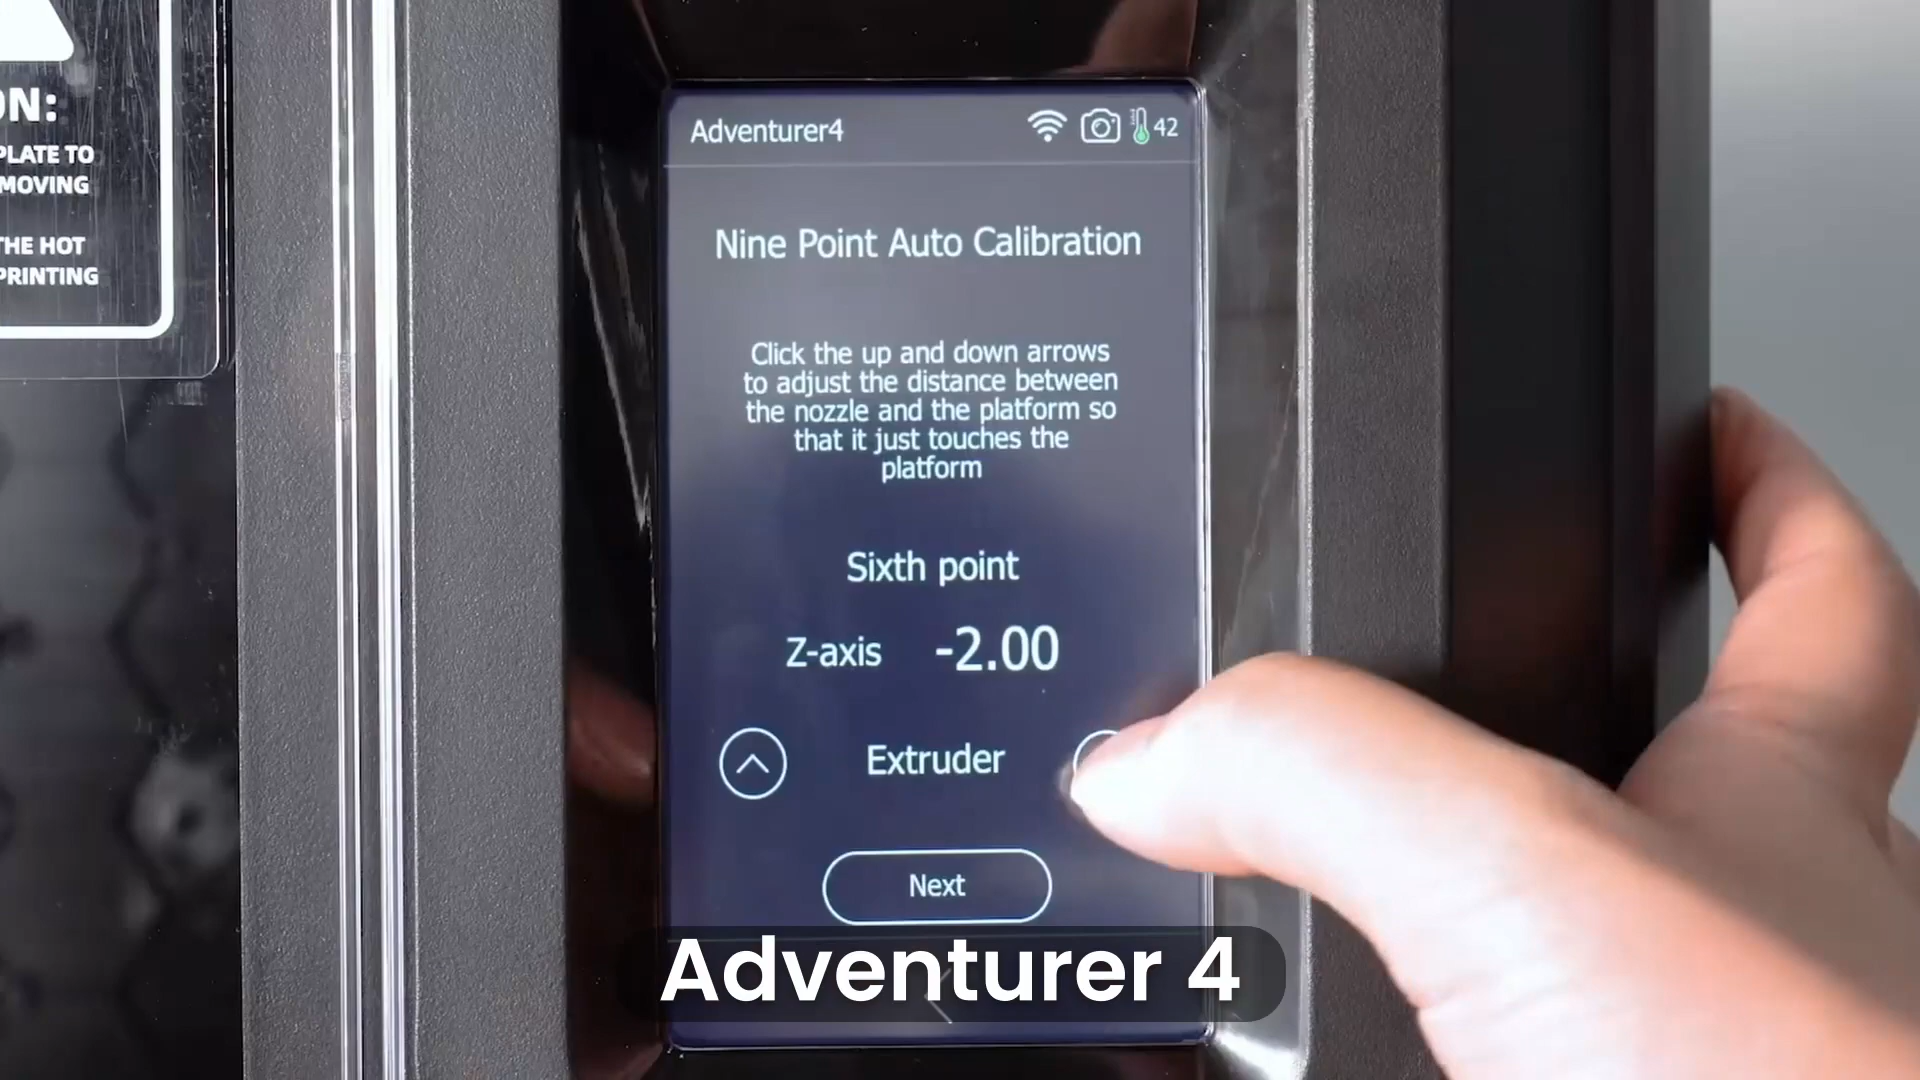 ON:
PLATE TO
MOVING
THE HOT
PRINTING
Adventurer4
42
Nine Point Auto Calibration
Click the up and down arrows
to adjust the distance between
the nozzle and the platform so
that it just touches the
platform
Sixth point
Z-axis -2.00
Extruder
Next
Adventurer 4